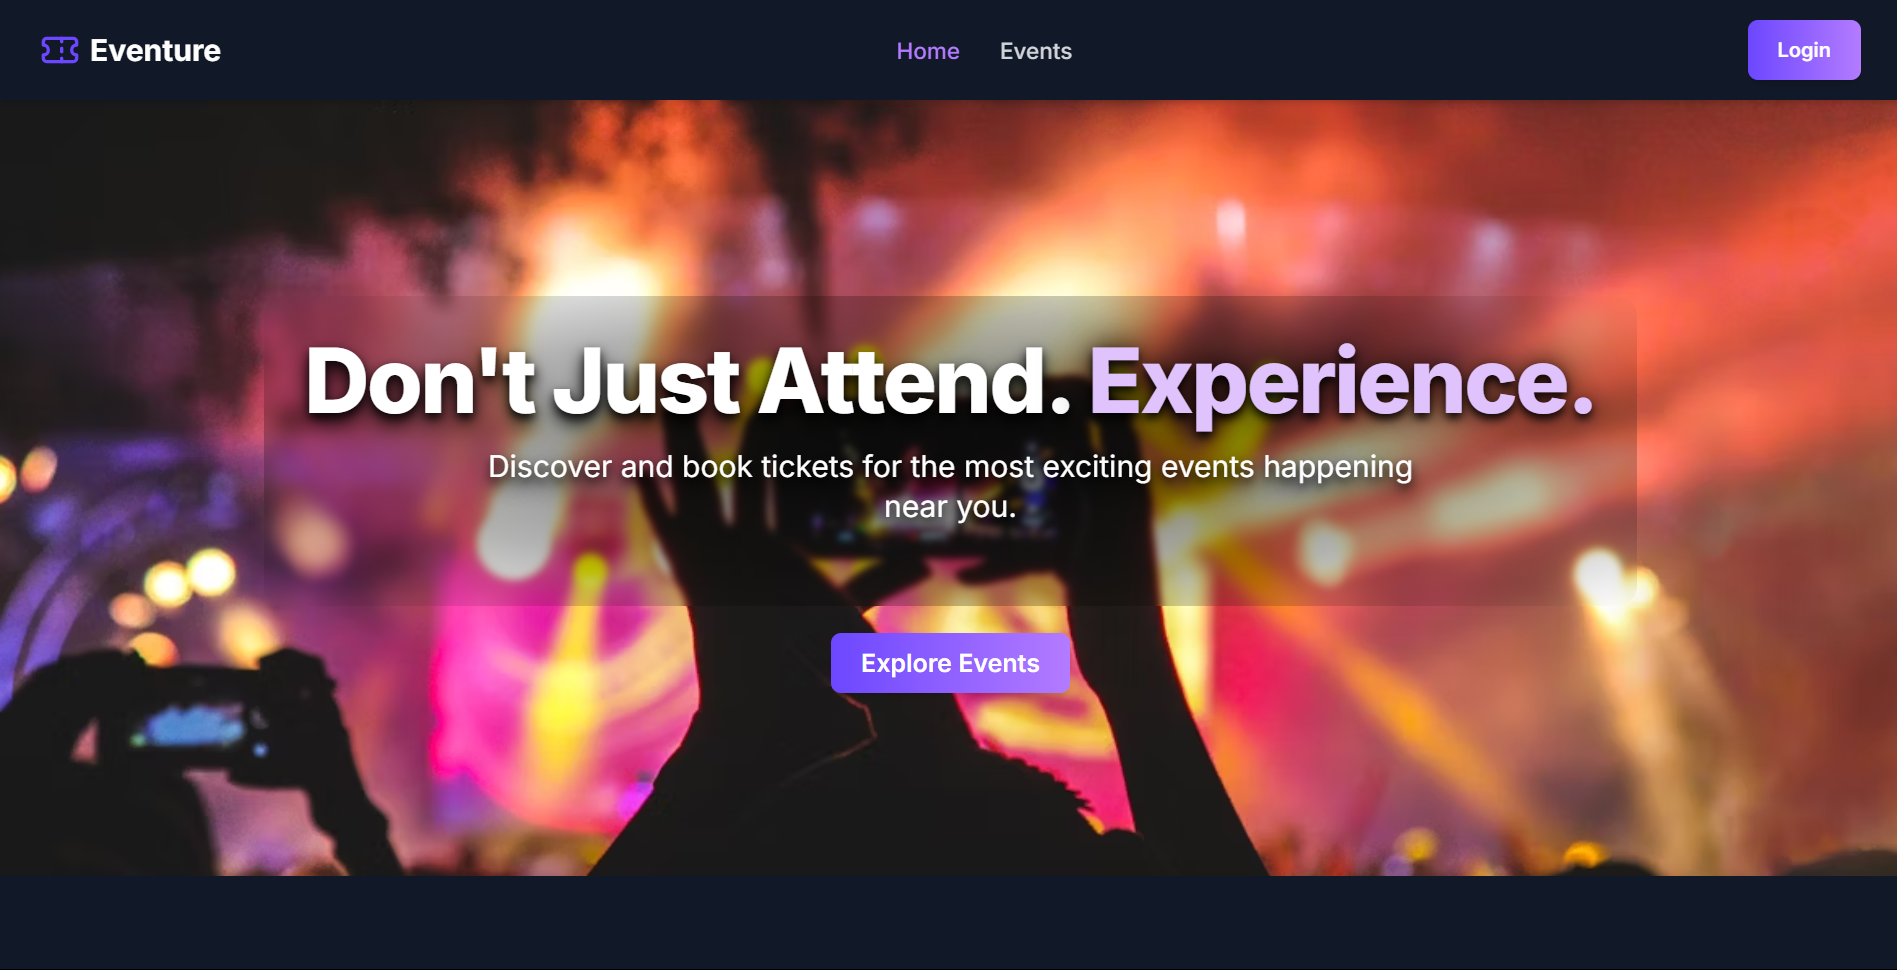 Eventure
Home
Events
Login
Don't Just Attend. Experience.
Discover and book tickets for the most exciting events happening
near you.
Explore Events